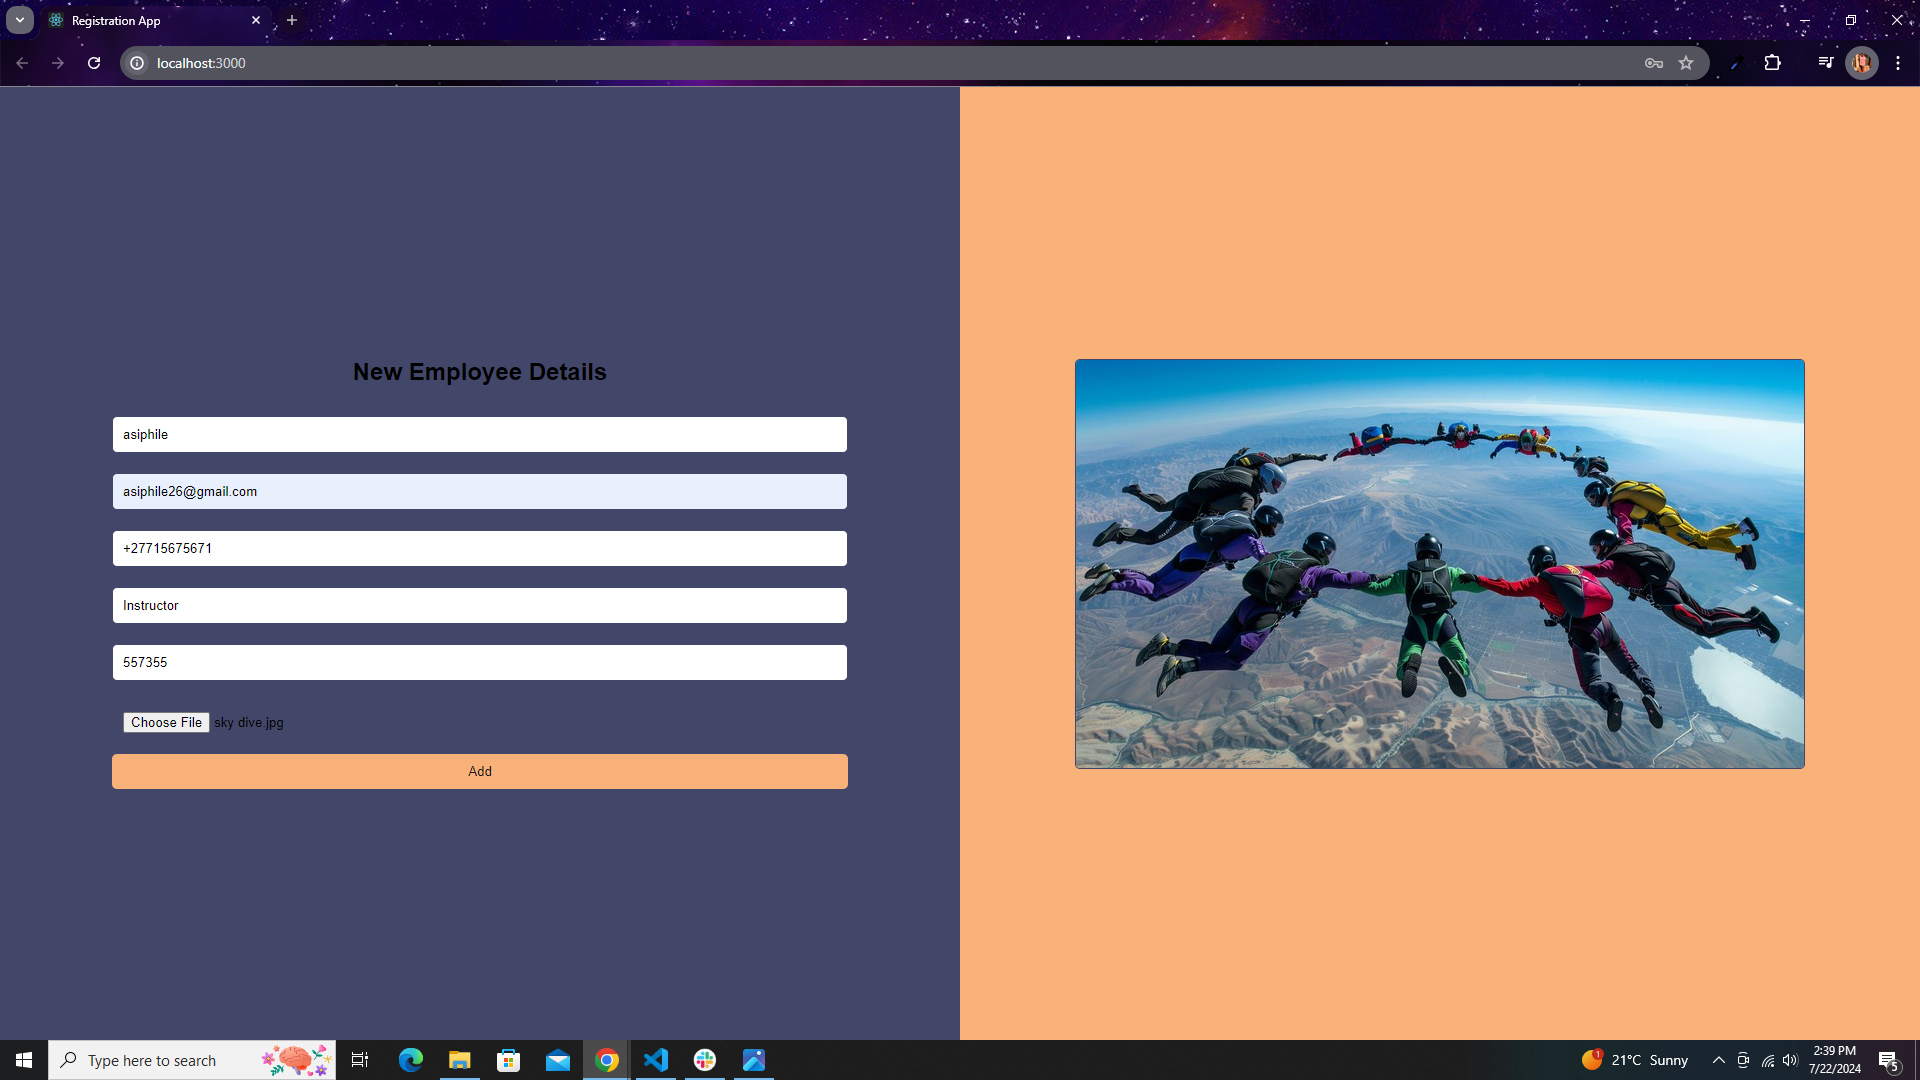 Registration App
localhost:3000
New Employee Details
asiphile
asiphile26@gmail.com
+27715675671
Instructor
557355
Choose File sky dive.jpg
Add
Type here to search
1
21°C Sunny
2:39 PM
7/22/2024
5